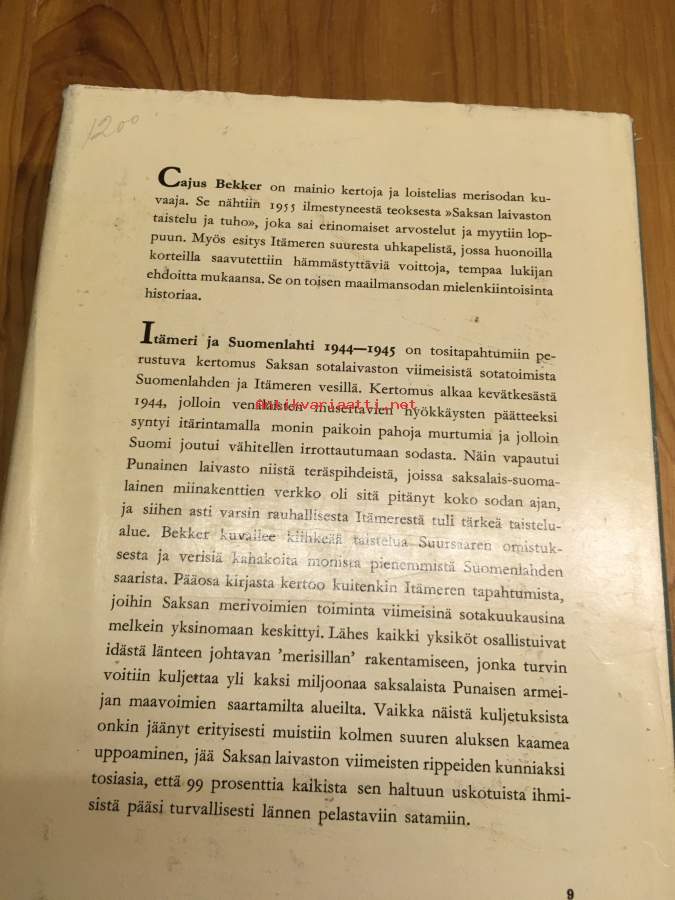 1200
Cajus Bekker on mainio kertoja ja loistelias merisodan ku-
vaaja. Se nähtiin 1955 ilmestyneestä teoksesta »Saksan laivaston
taistelu ja tuho», joka sai erinomaiset arvostelut ja myytiin lop-
puun. Myös esitys Itämeren suuresta uhkapelistä, jossa huonoilla
korteilla saavutettiin hämmästyttäviä voittoja, tempaa lukijan
ehdoitta mukaansa. Se on toisen maailmansodan mielenkiintoisinta
historiaa.
Itämeri ja Suomenlahti 1944—1945 on tositapahtumiin pe-
rustuva kertomus Saksan sotalaivaston viimeisistä sotatoimista
Suomenlahden ja Itämeren vesillä. Kertomus alkaa kevätkesästä
1944, jolloin venäläisten musertavien hyökkäysten päätteeksi
antikvariaatti.net
syntyi itärintamalla monin paikoin pahoja murtumia ja jolloin
Suomi joutui vähitellen irrottautumaan sodasta. Näin vapautui
Punainen laivasto niistä teräspihdeistä, joissa saksalais-suoma-
lainen miinakenttien verkko oli sitä pitänyt koko sodan ajan,
ja siihen asti varsin rauhallisesta Itämerestä tuli tärkeä taistelu-
alue. Bekker kuvailee kiihkeää taistelua Suursaaren omistuk-
sesta ja verisiä kahakoita monista pienemmistä Suomenlahden
saarista. Pääosa kirjasta kertoo kuitenkin Itämeren tapahtumista,
joihin Saksan merivoimien toiminta viimeisinä sotakuukausina
melkein yksinomaan keskittyi. Lähes kaikki yksiköt osallistuivat
idästä länteen johtavan 'merisillan' rakentamiseen, jonka turvin
voitiin kuljettaa yli kaksi miljoonaa saksalaista Punaisen armei-
jan maavoimien saartamilta alueilta. Vaikka näistä kuljetuksista
onkin jäänyt erityisesti muistiin kolmen suuren aluksen kaamea
uppoaminen, jää Saksan laivaston viimeisten rippeiden kunniaksi
tosiasia, että 99 prosenttia kaikista sen haltuun uskotuista ihmi-
sistä pääsi turvallisesti lännen pelastaviin satamiin.
9